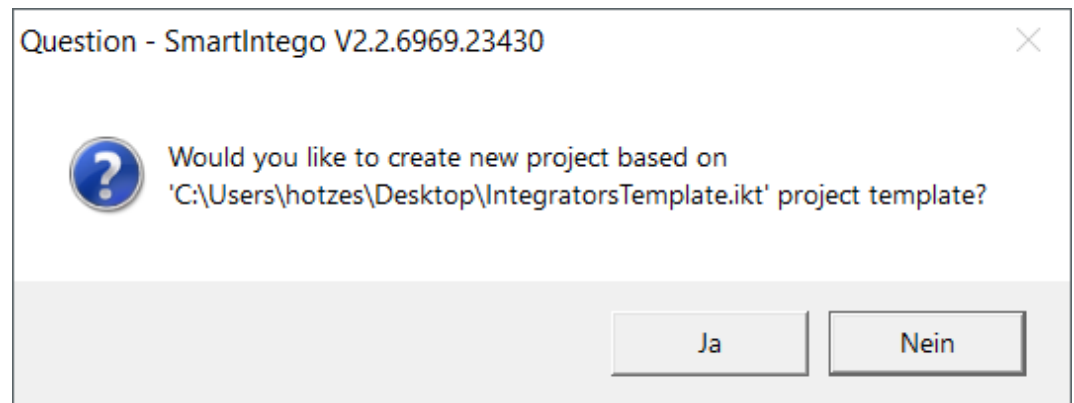 Question - SmartIntego V2.2.6969.23430
Would you like to create new project based on
'C:\Users\hotzes\Desktop\IntegratorsTemplate.ikt' project template?
Ja
Nein